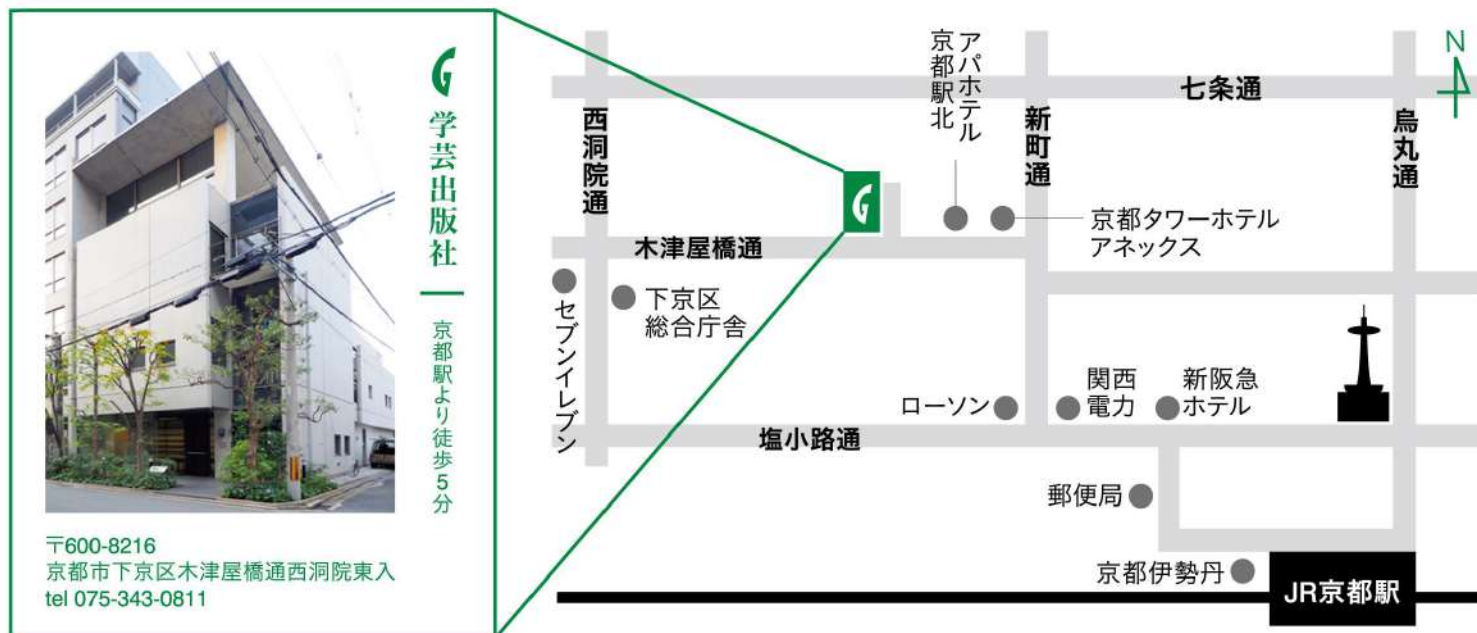 学芸出版社
京都駅より徒歩5分
〒600-8216
京都市下京区木津屋橋通西洞院東入
tel 075-343-0811
N
アパホテル
京都駅北
七条通
西洞院通
新町通
烏丸通
京都タワーホテル
アネックス
木津屋橋通
セブンイレブン
下京区
総合庁舎
ローソン
関西
電力
新阪急
ホテル
塩小路通
郵便局
京都伊勢丹
JR京都駅